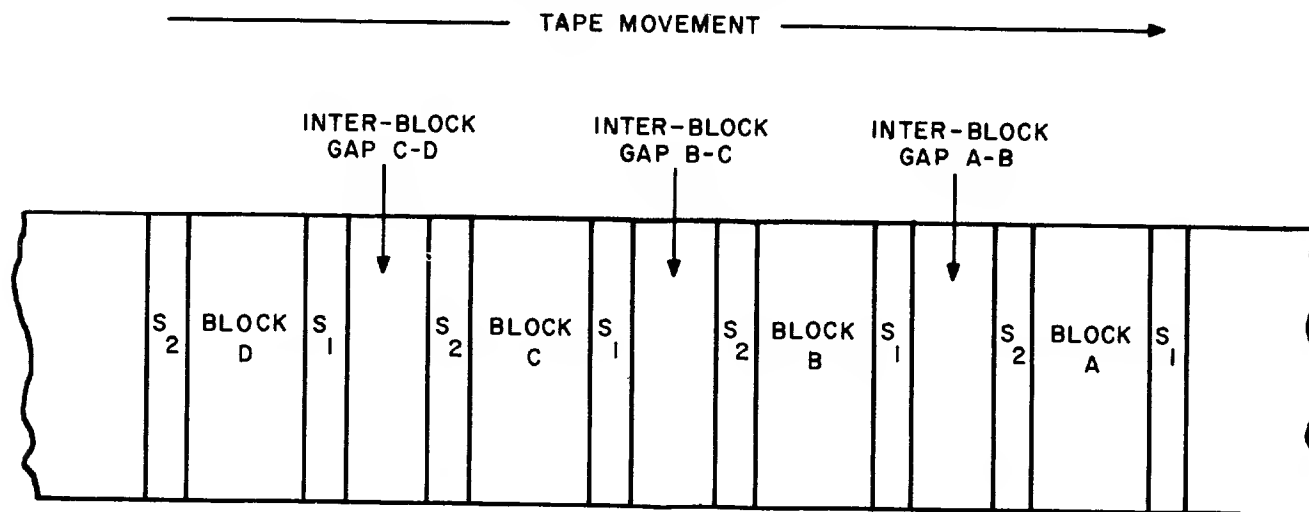 TAPE MOVEMENT
INTER-BLOCK
GAP C-D
INTER-BLOCK
GAP B-C
INTER-BLOCK
GAP A-B
S2
BLOCK
D
S1
S2
BLOCK
C
S1
S2
BLOCK
B
S1
S2
BLOCK
A
S1